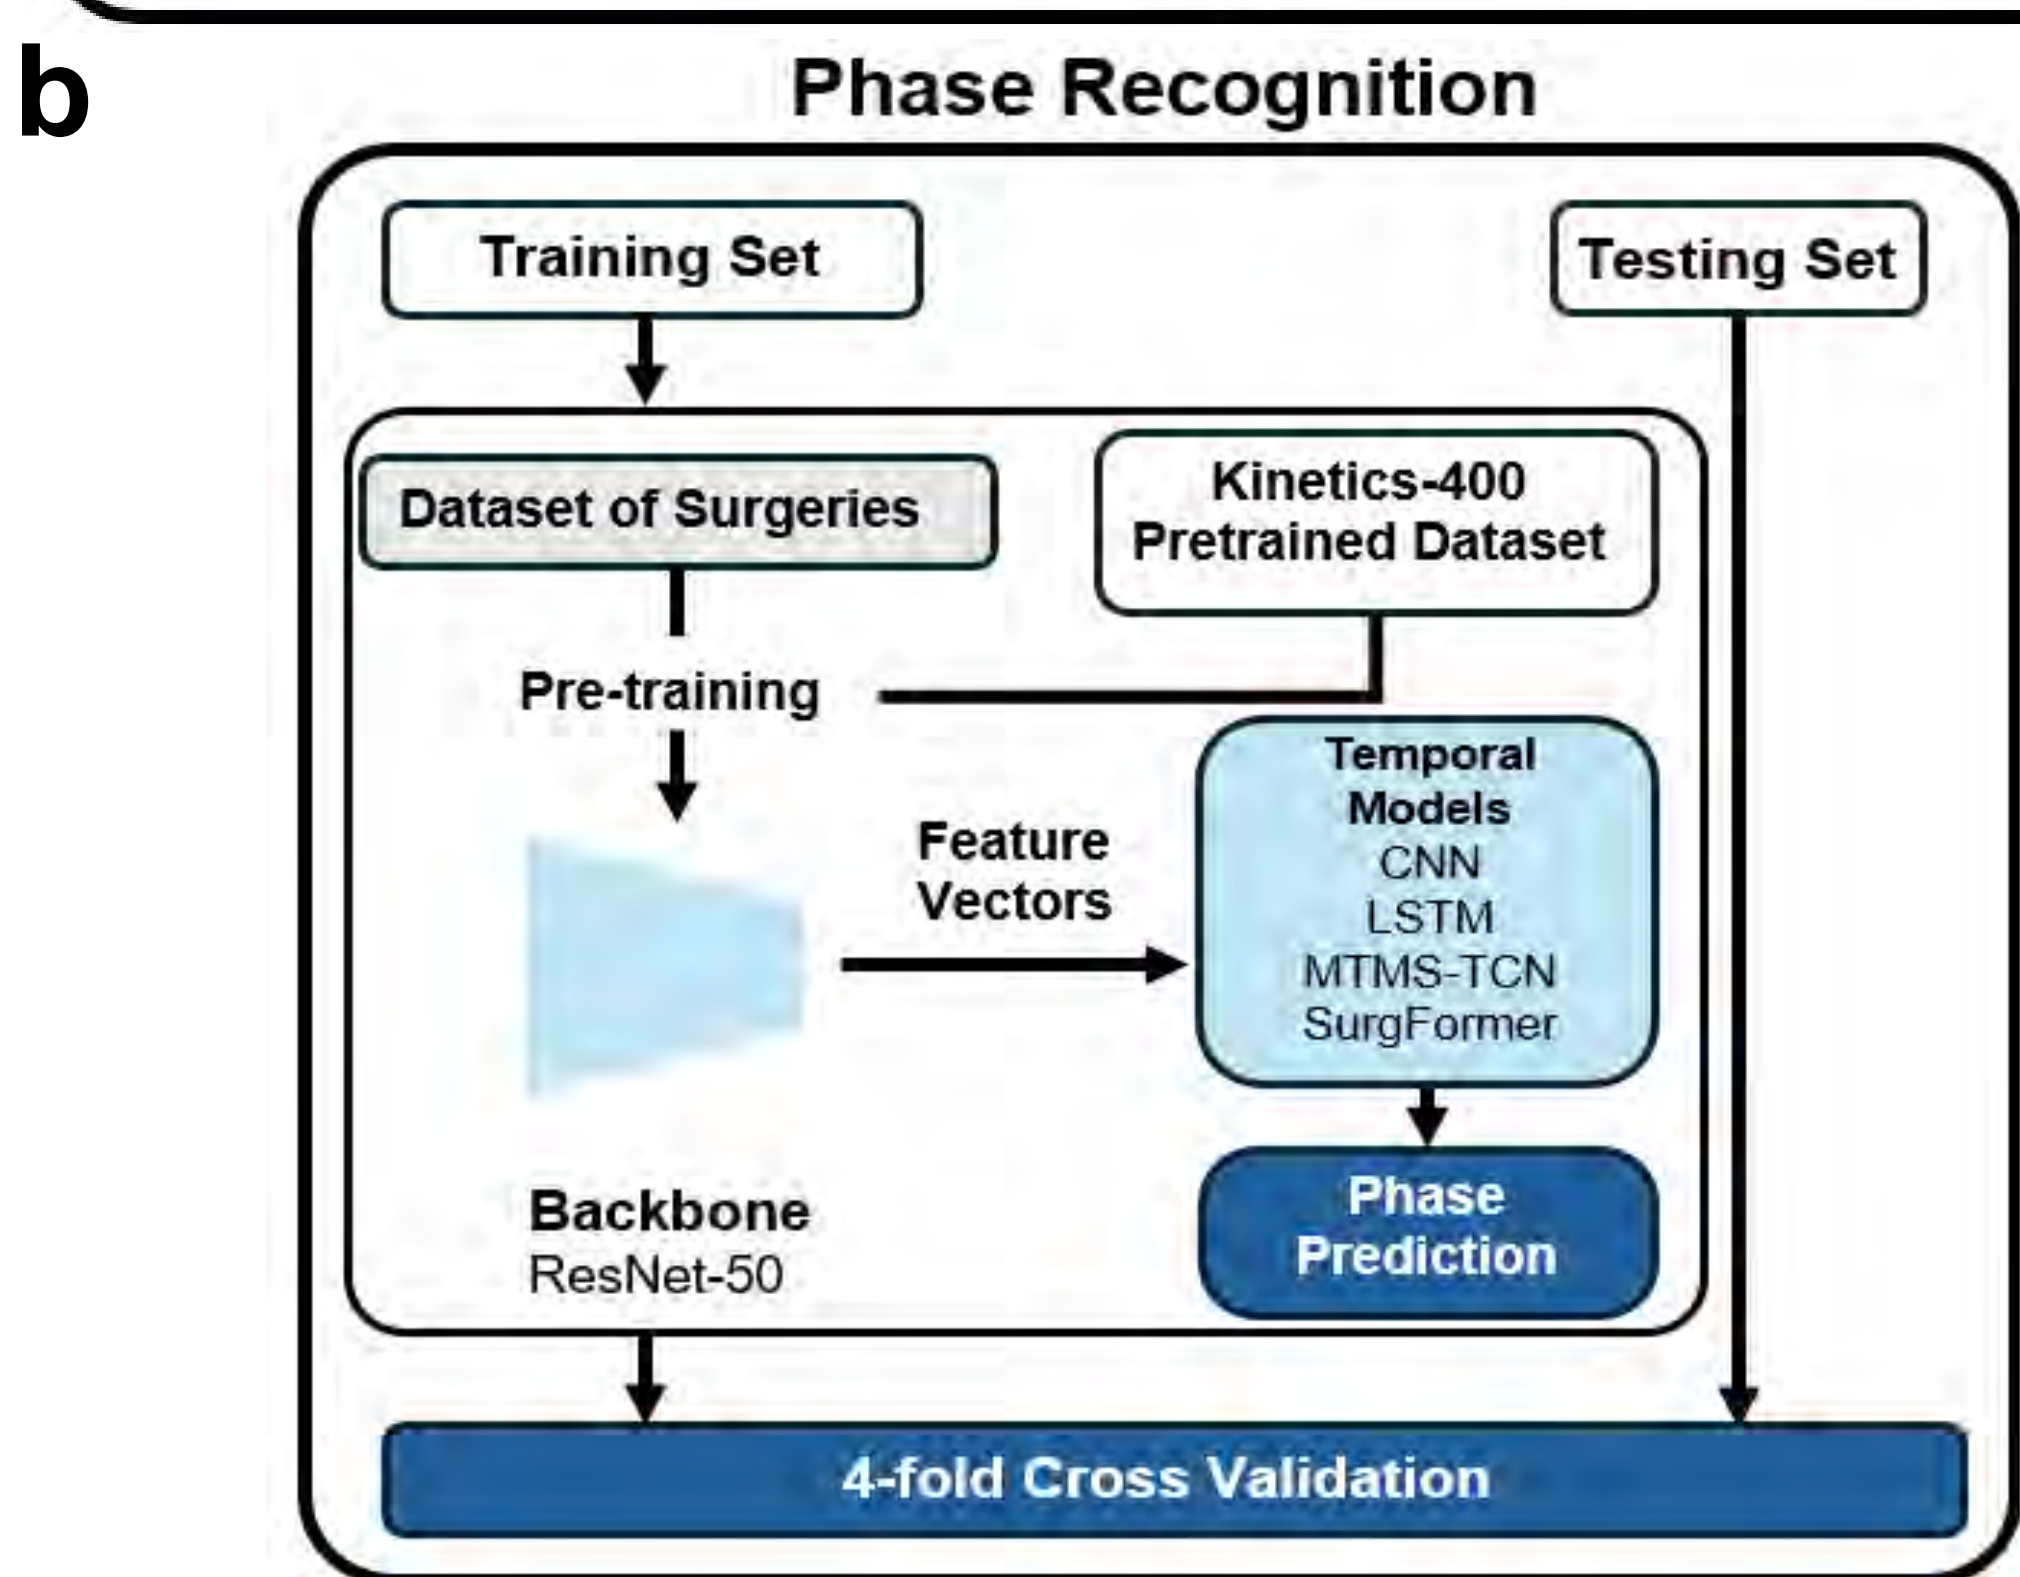 b
Phase Recognition
Training Set
Testing Set
Dataset of Surgeries
Kinetics-400
Pretrained Dataset
Pre-training
Feature
Vectors
Temporal
Models
CNN
LSTM
MTMS-TCN
SurgFormer
Backbone
ResNet-50
Phase
Prediction
4-fold Cross Validation